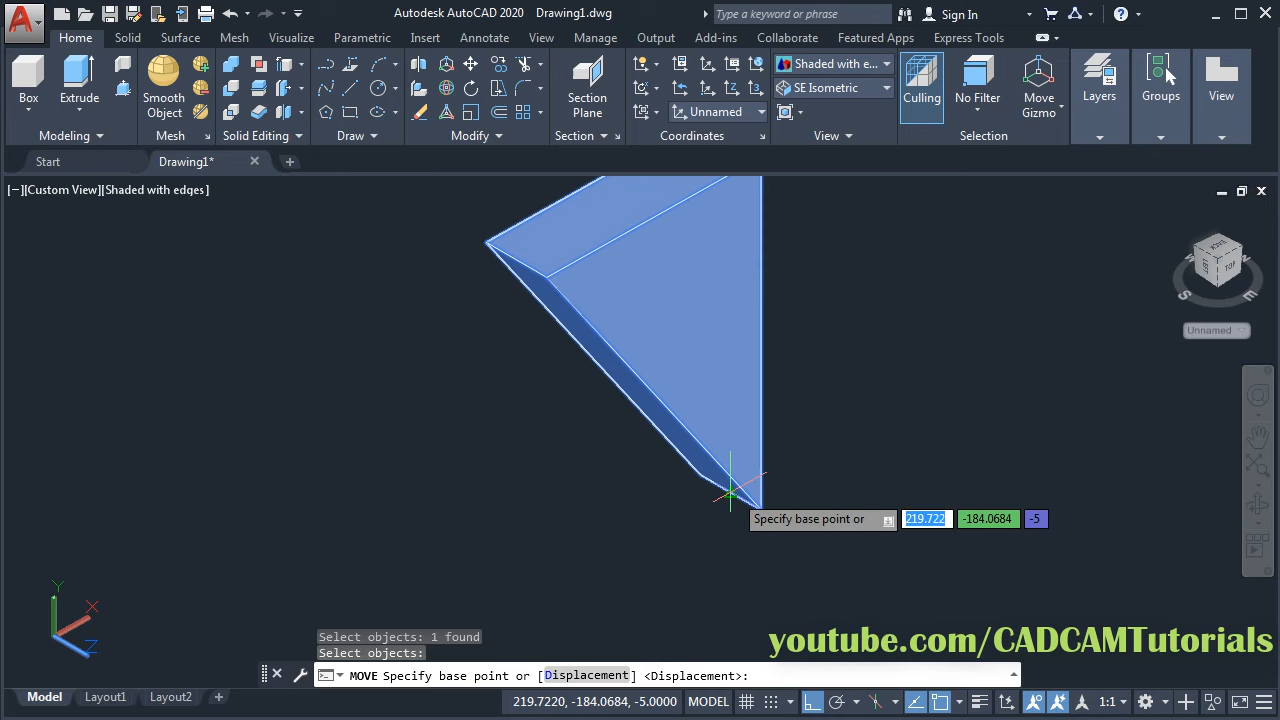 Autodesk AutoCAD 2020 Drawing1.dwg
Type a keyword or phrase
Sign In
Home Solid Surface Mesh Visualize Parametric Insert Annotate View Manage Output Add-ins Collaborate Featured Apps Express Tools
Box
Extrude
Smooth Object
Section Plane
Shaded with e...
SE Isometric
Unnamed
Culling
No Filter
Move Gizmo
Layers
Groups
View
Modeling Mesh Solid Editing Draw Modify Section Coordinates View Selection
Start Drawing1* 
[−][Custom View][Shaded with edges]
TOP
N
S
E
Unnamed
Specify base point or 219.722 -184.0684 -5
Y
X
Z
Select objects: 1 found
Select objects:
MOVE Specify base point or [Displacement] <Displacement>:
youtube.com/CADCAMTutorials
Model Layout1 Layout2
219.7220, -184.0684, -5.0000 MODEL
1:1